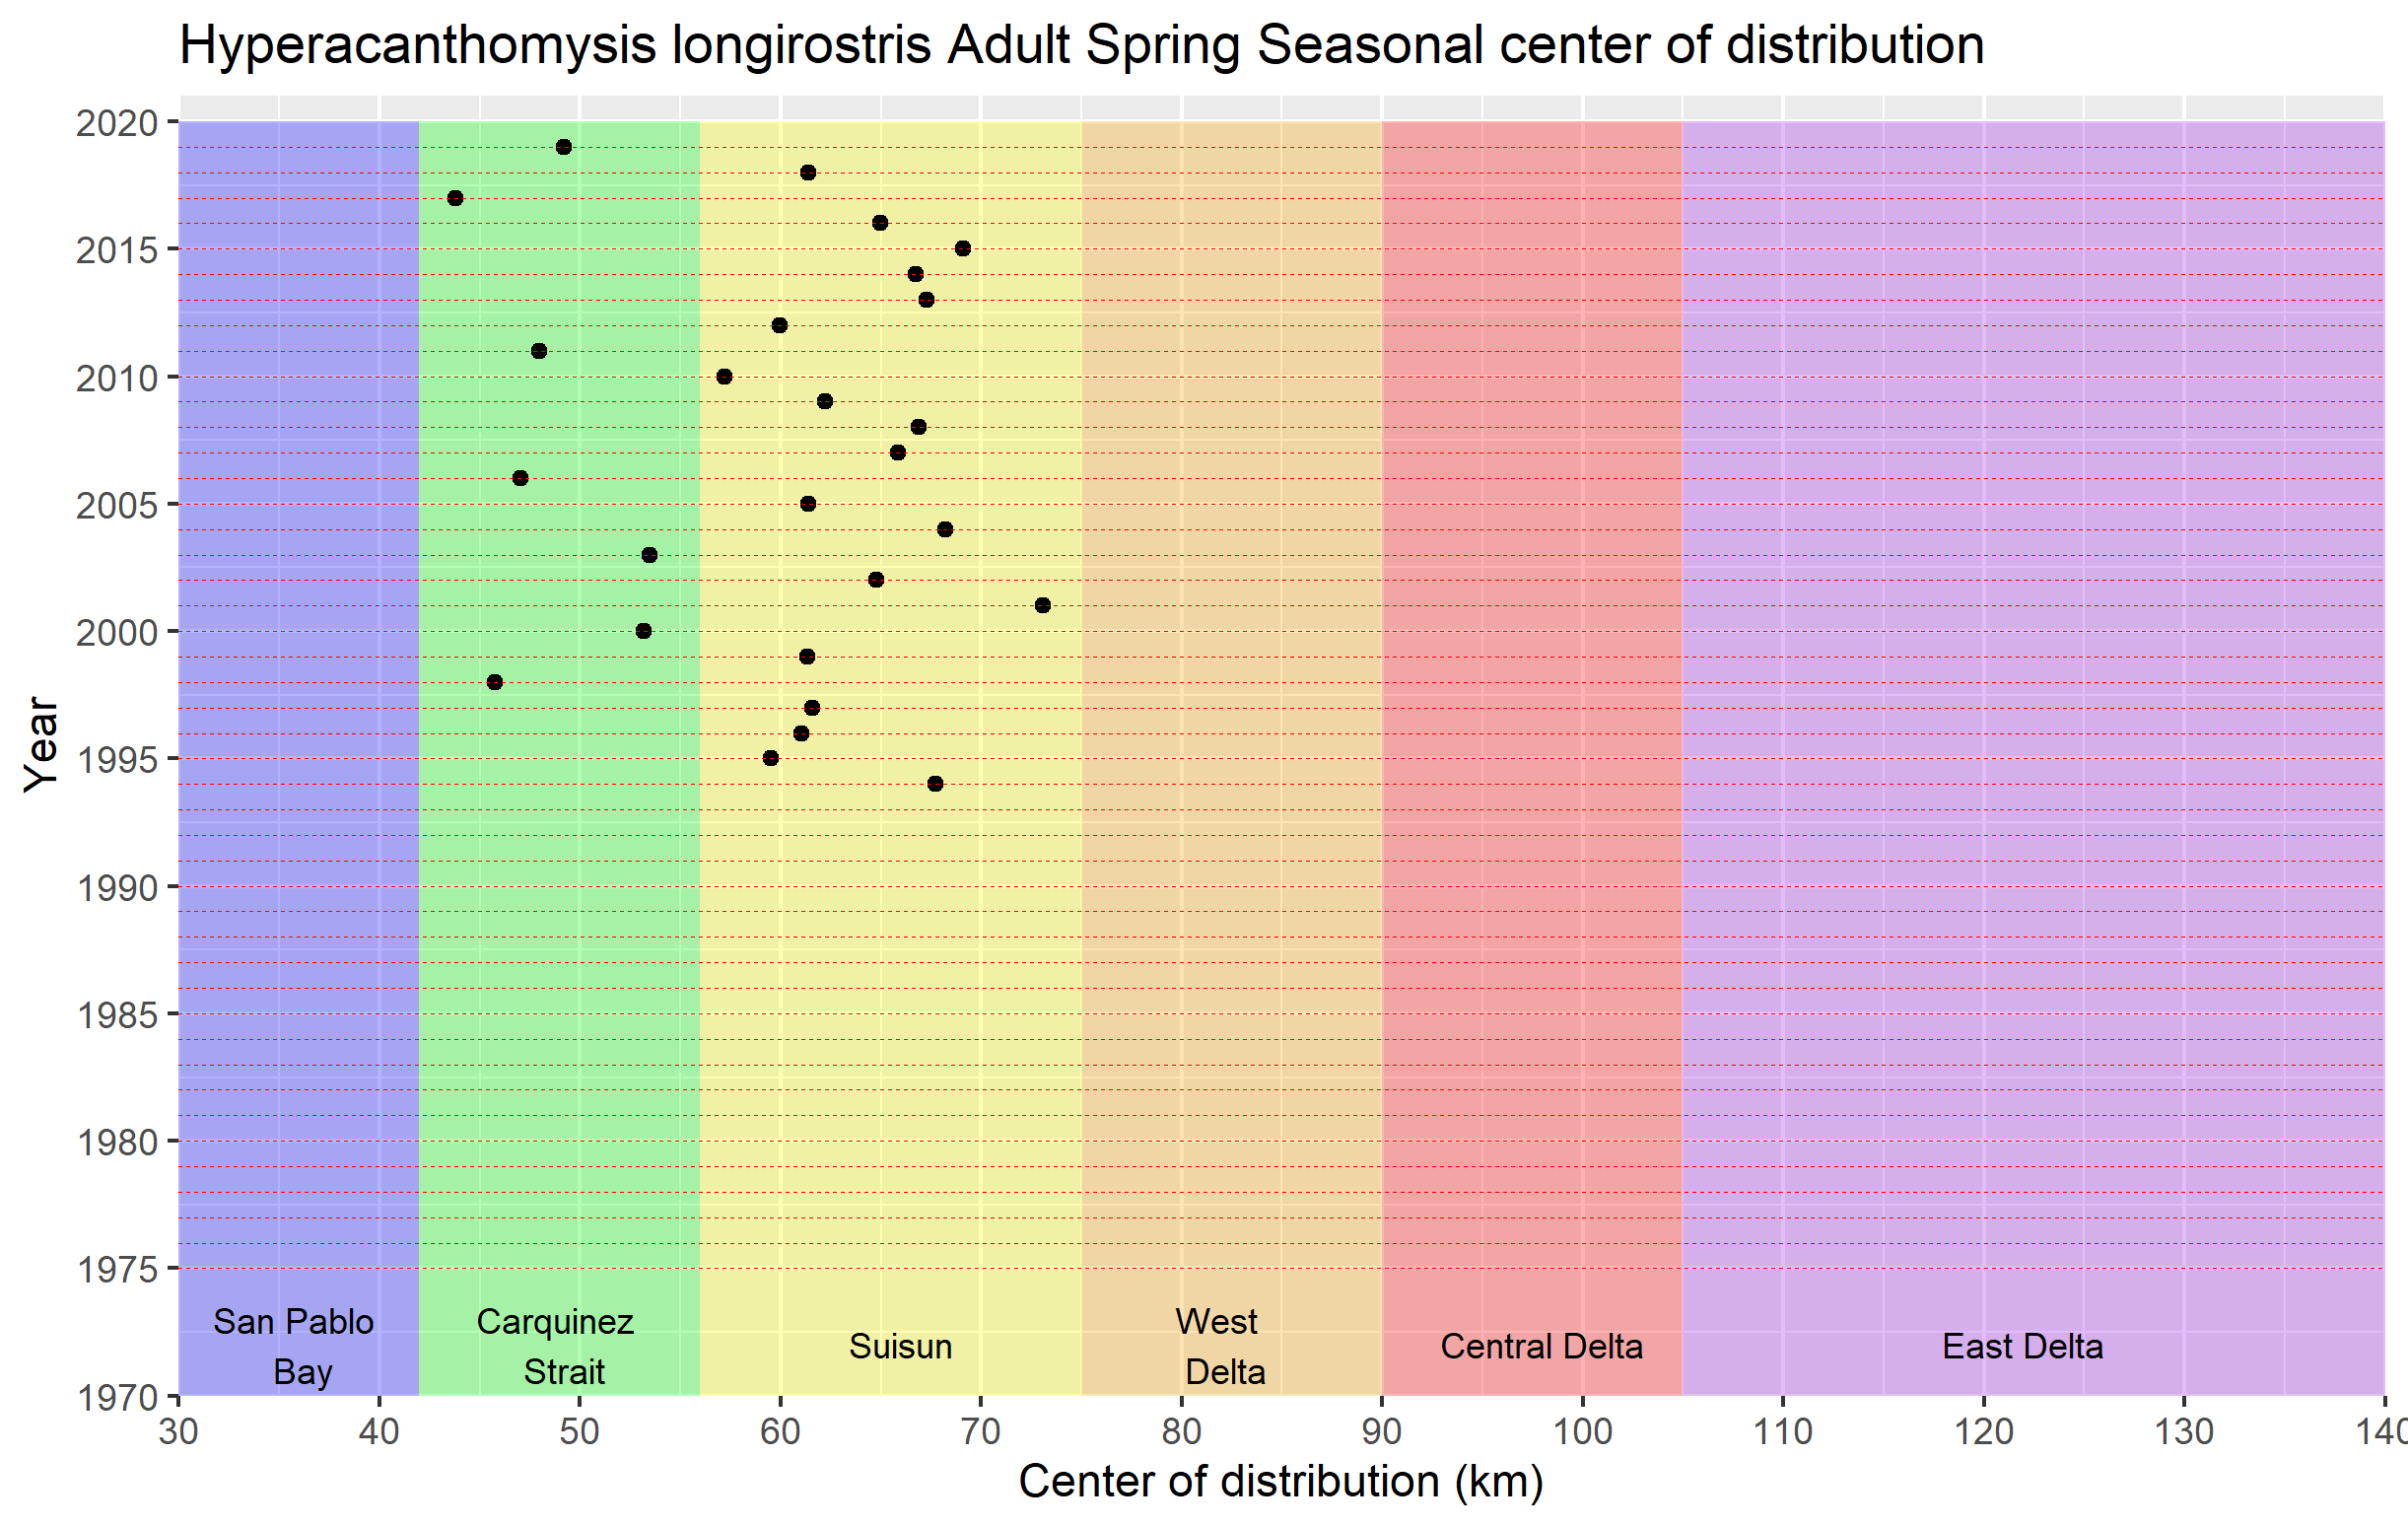 Hyperacanthomysis longirostris Adult Spring Seasonal center of distribution
2020
2015
2010
2005
2000
1995
1990
1985
1980
1975
1970
Year
San Pablo
Bay
Carquinez
Strait
Suisun
West
Delta
Central Delta
East Delta
30 40 50 60 70 80 90 100 110 120 130 140
Center of distribution (km)